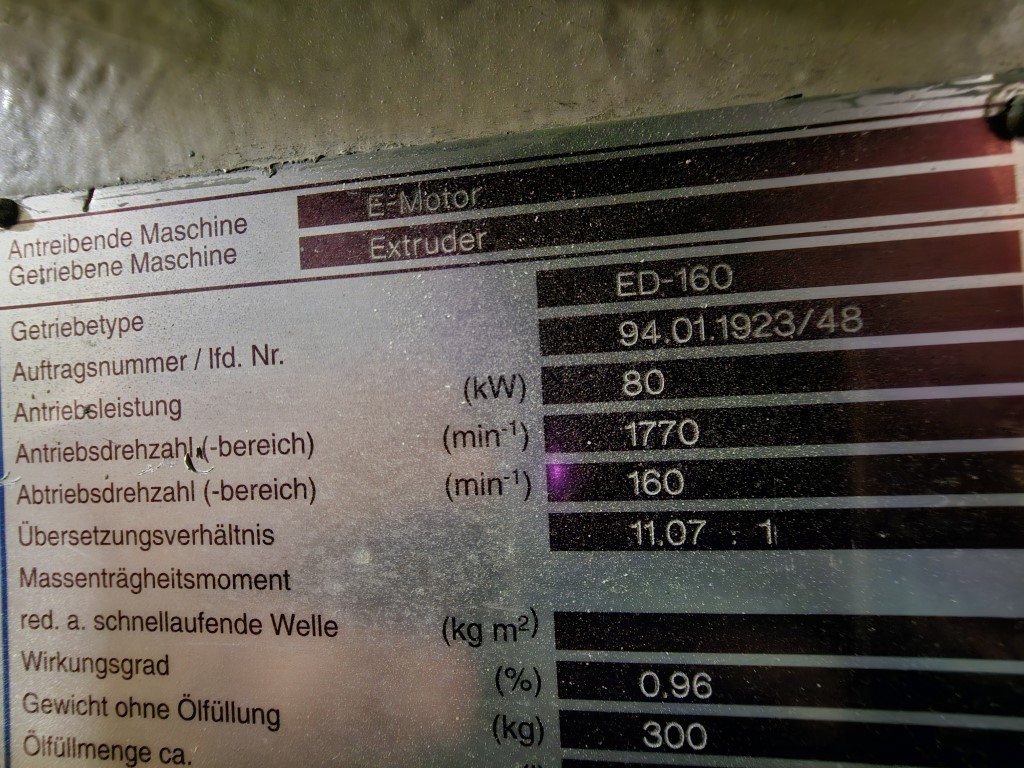 Antreibende Maschine E-Motor
Getriebene Maschine Extruder
Getriebetype ED-160
Auftragsnummer / lfd. Nr. 94.01.1923/48
Antriebsleistung (kW) 80
Antriebsdrehzahl (-bereich) (min-1) 1770
Abtriebsdrehzahl (-bereich) (min-1) 160
Übersetzungsverhältnis 11.07 : 1
Massenträgheitsmoment
red. a. schnellaufende Welle (kg m²)
Wirkungsgrad (%) 0.96
Gewicht ohne Ölfüllung (kg) 300
Ölfüllmenge ca.